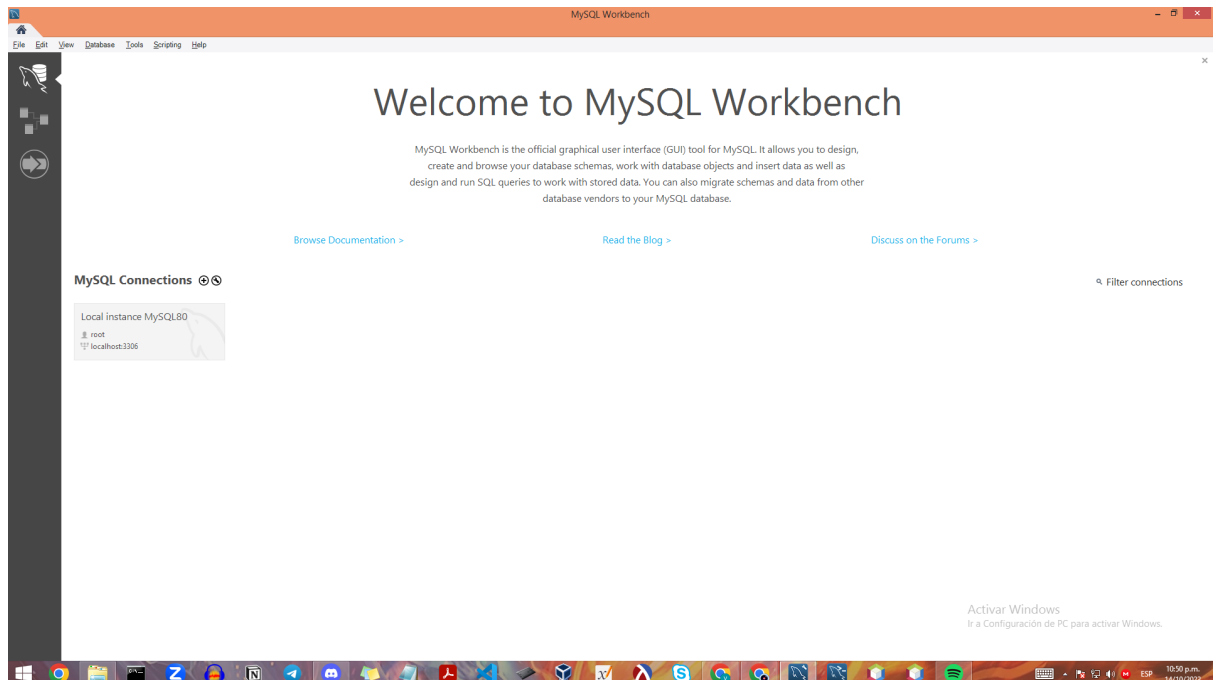 MySQL Workbench
File Edit View Database Tools Scripting Help
Welcome to MySQL Workbench
MySQL Workbench is the official graphical user interface (GUI) tool for MySQL. It allows you to design,
create and browse your database schemas, work with database objects and insert data as well as
design and run SQL queries to work with stored data. You can also migrate schemas and data from other
database vendors to your MySQL database.
Browse Documentation > Read the Blog > Discuss on the Forums >
MySQL Connections Filter connections
Local instance MySQL80
root
localhost:3306
Activar Windows
Ir a Configuración de PC para activar Windows.
ESP 10:50 p.m.
14/10/2023